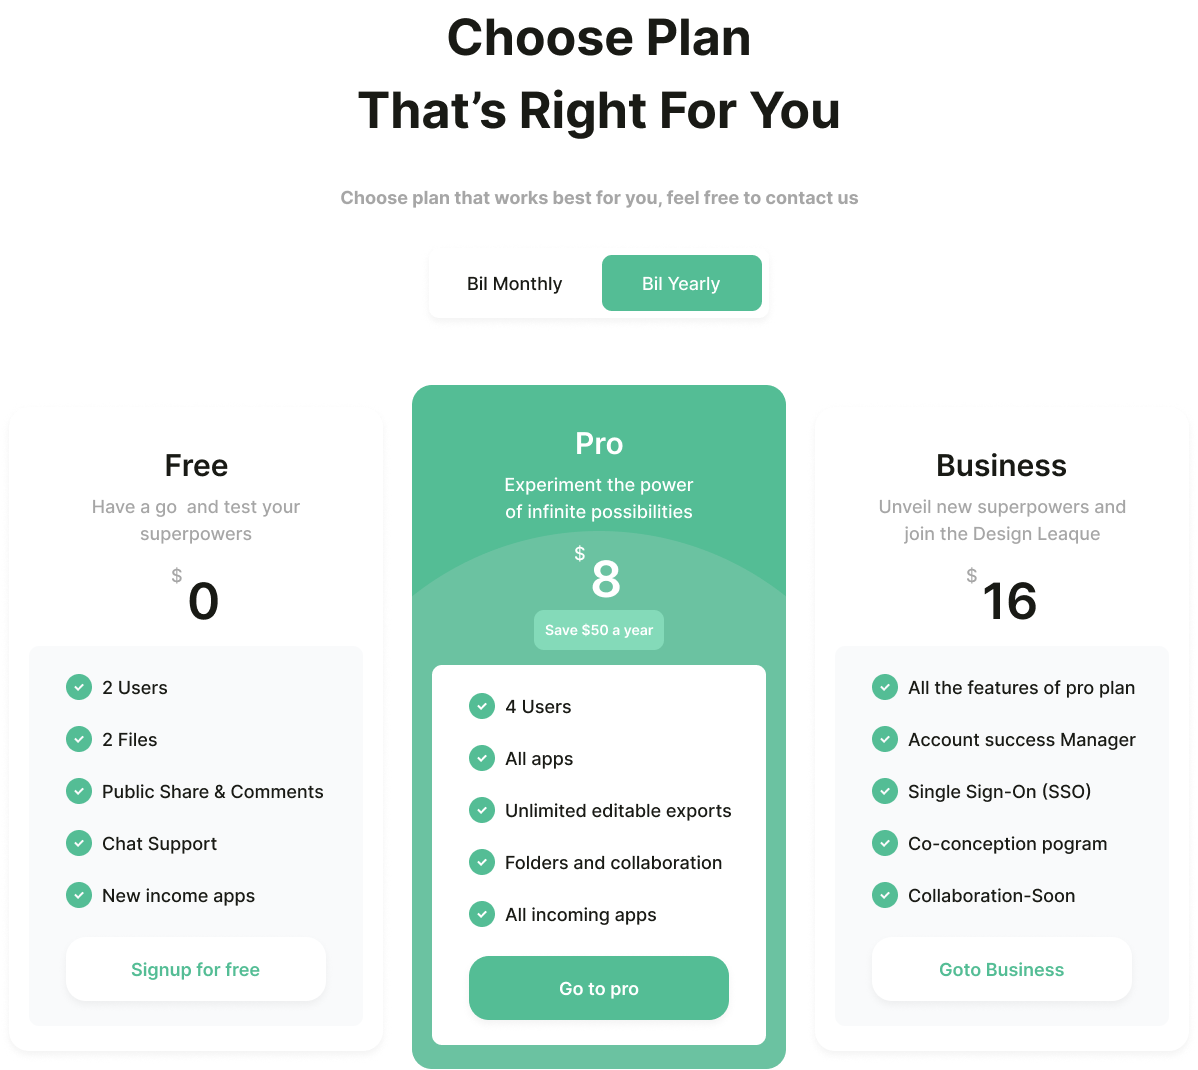 Choose Plan
That’s Right For You
Choose plan that works best for you, feel free to contact us
Bil Monthly
Bil Yearly
Free
Have a go  and test your
superpowers
$
0
2 Users
2 Files
Public Share & Comments
Chat Support
New income apps
Signup for free
Pro
Experiment the power
of infinite possibilities
$
8
Save $50 a year
4 Users
All apps
Unlimited editable exports
Folders and collaboration
All incoming apps
Go to pro
Business
Unveil new superpowers and
join the Design Leaque
$
16
All the features of pro plan
Account success Manager
Single Sign-On (SSO)
Co-conception pogram
Collaboration-Soon
Goto Business